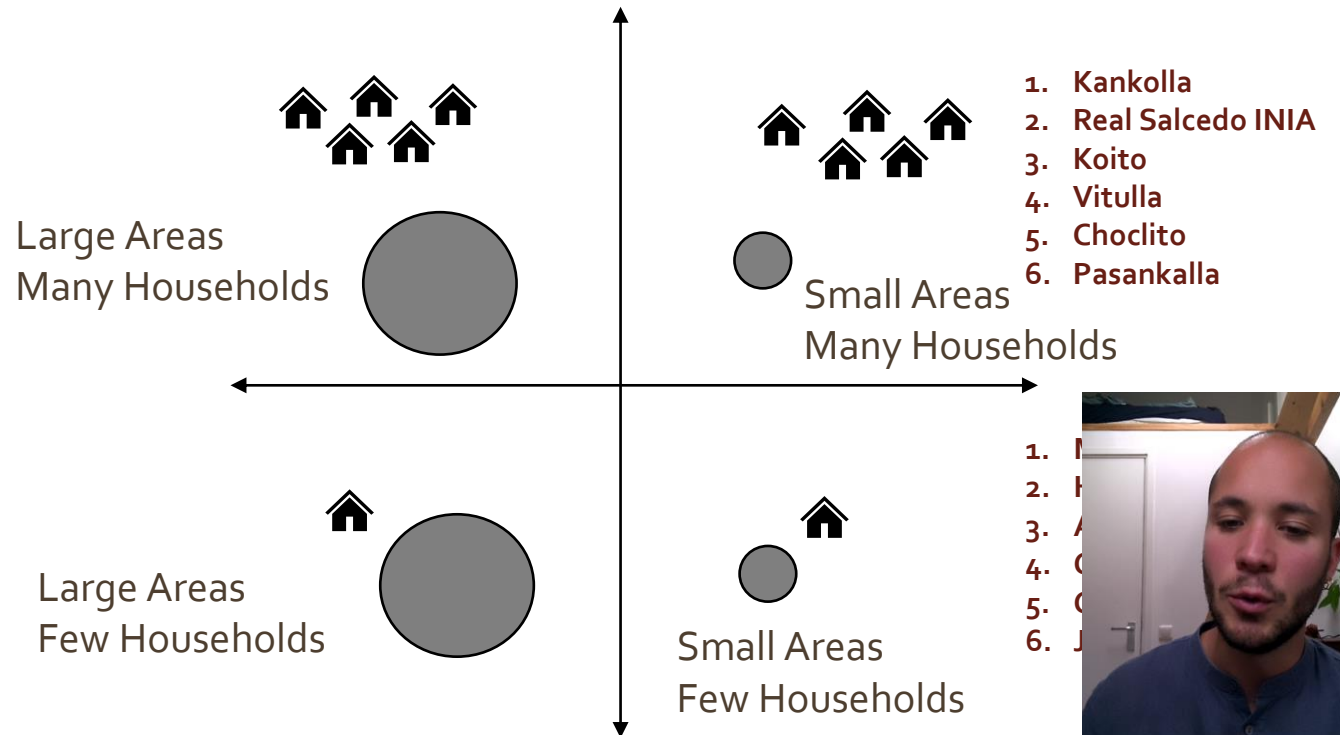 1. Kankolla
2. Real Salcedo INIA
3. Koito
4. Vitulla
5. Choclito
6. Pasankalla
Large Areas
Many Households
Small Areas
Many Households
1.
2.
3.
4.
5.
6.
Large Areas
Few Households
Small Areas
Few Households